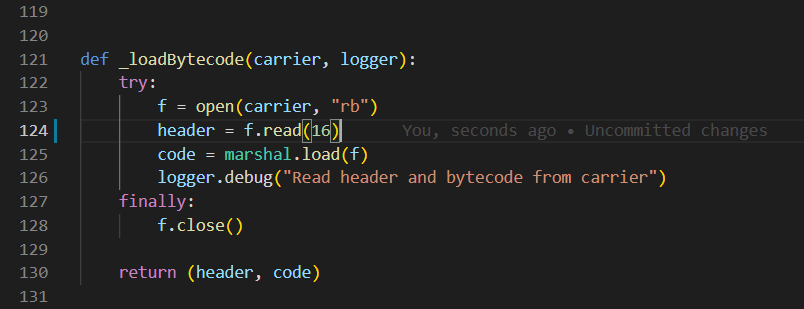 119
120
121 def _loadBytecode(carrier, logger):
122 try:
123 f = open(carrier, "rb")
124 header = f.read(16) You, seconds ago • Uncommitted changes
125 code = marshal.load(f)
126 logger.debug("Read header and bytecode from carrier")
127 finally:
128 f.close()
129
130 return (header, code)
131